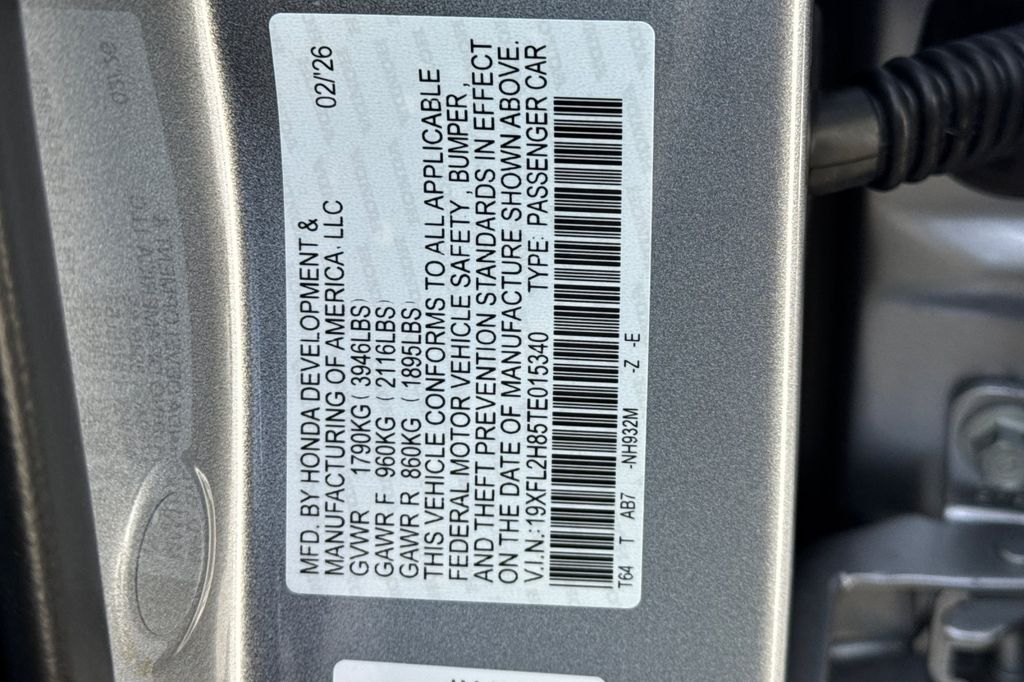 02/'26
MFD. BY HONDA DEVELOPMENT &
MANUFACTURING OF AMERICA, LLC
GVWR 1790KG (3946LBS)
GAWR F 960KG (2116LBS)
GAWR R 860KG (1895LBS)
THIS VEHICLE CONFORMS TO ALL APPLICABLE
FEDERAL MOTOR VEHICLE SAFETY , BUMPER ,
AND THEFT PREVENTION STANDARDS IN EFFECT
ON THE DATE OF MANUFACTURE SHOWN ABOVE.
V.I.N.: 19XFL2H85TE015340 TYPE: PASSENGER CAR
T64 T AB7 -NH932M -Z -E